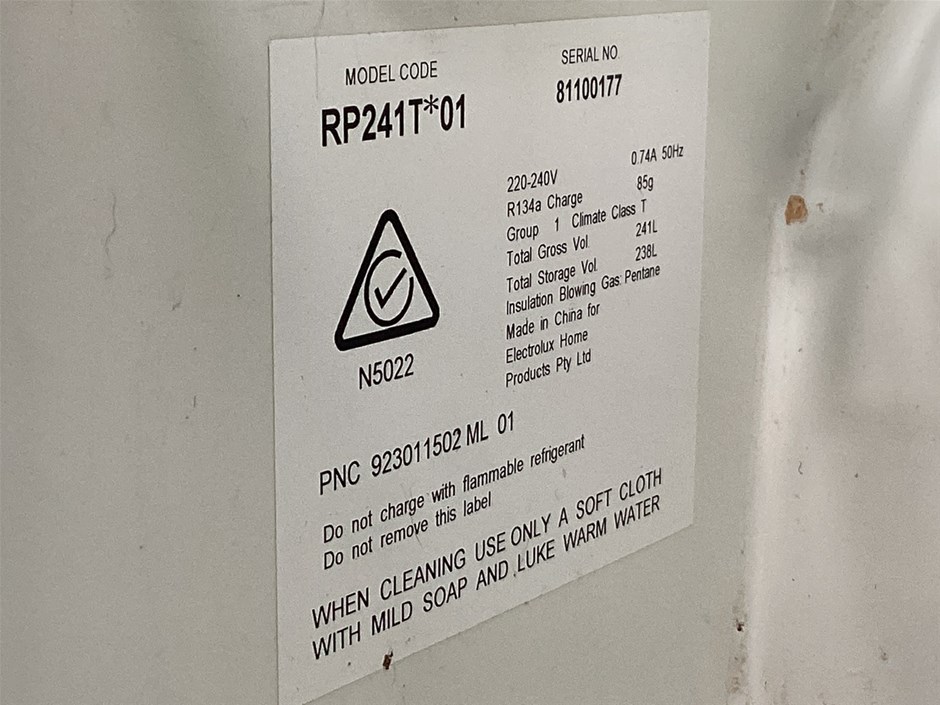 MODEL CODE
SERIAL NO
RP241T*01
81100177
220-240V 0.74A 50Hz
R134a Charge 85g
Group 1 Climate Class T
Total Gross Vol 241L
Total Storage Vol. 238L
Insulation Blowing Gas: Pentane
Made in China for
Electrolux Home
Products Pty Ltd
N5022
PNC 923011502 ML 01
Do not charge with flammable refrigerant
Do not remove this label
WHEN CLEANING USE ONLY A SOFT CLOTH
WITH MILD SOAP AND LUKE WARM WATER